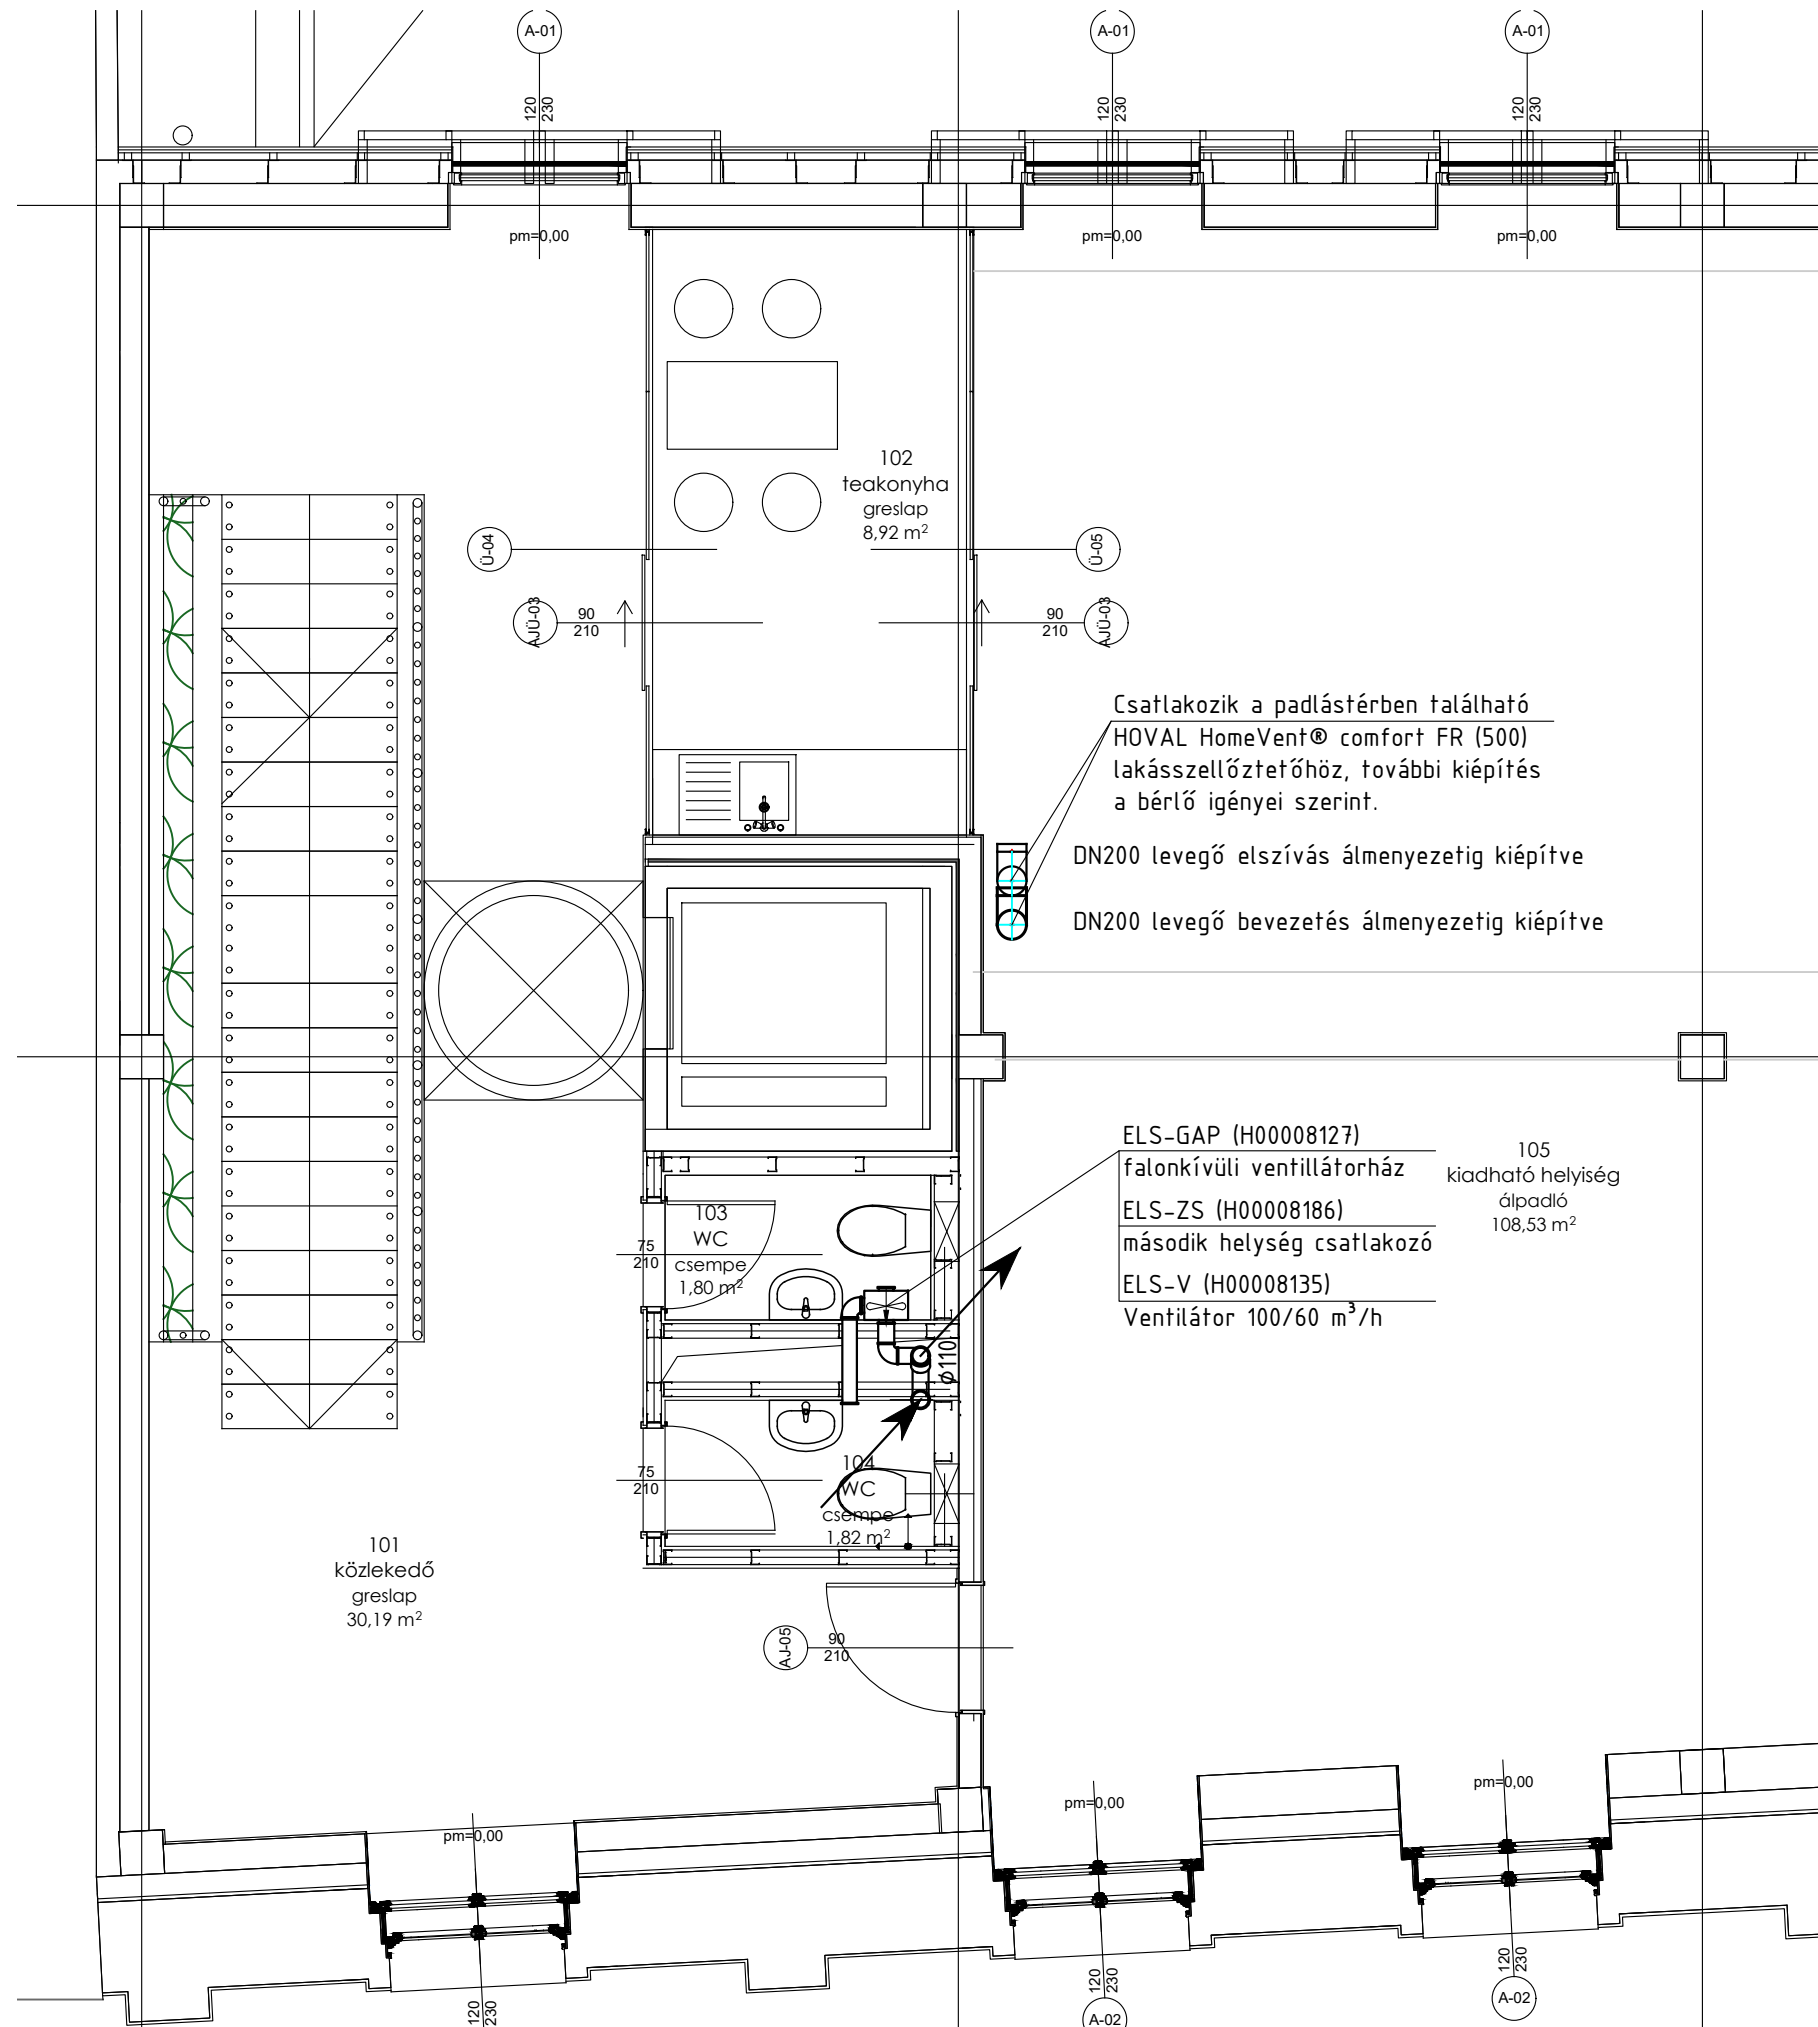 A-01
A-01
A-01
120
230
120
230
120
230
pm=0,00
pm=0,00
pm=0,00
102
teakonyha
greslap
8,92 m²
Ü-04
Ü-05
AJÜ-03
90
210
90
210
AJÜ-03
Csatlakozik a padlástérben található
HOVAL HomeVent® comfort FR (500)
lakásszellőztetőhöz, további kiépítés
a bérlő igényei szerint.
DN200 levegő elszívás álmenyezetig kiépítve
DN200 levegő bevezetés álmenyezetig kiépítve
ELS-GAP (H00008127)
falonkívüli ventillátorház
ELS-ZS (H00008186)
második helység csatlakozó
ELS-V (H00008135)
Ventilátor 100/60 m³/h
105
kiadható helyiség
álpadló
108,53 m²
103
WC
csempe
1,80 m²
75
210
ϕ110
104
WC
csempe
1,82 m²
75
210
101
közlekedő
greslap
30,19 m²
AJ-05
90
210
pm=0,00
pm=0,00
pm=0,00
120
230
120
230
120
230
A-02
A-02